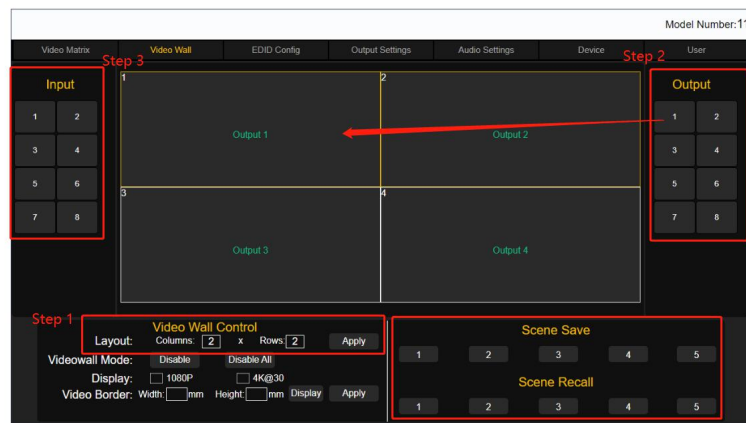 Model Number:11
Video Matrix Video Wall EDID Config Output Settings Audio Settings Device User
Step 3 Step 2
Input 1 2 Output
1 2 Output 1 Output 2 1 2
3 4 3 4
5 6 5 6
3 4
7 8 7 8
Output 3 Output 4
Step 1
Video Wall Control Scene Save
Layout: Columns: 2 x Rows: 2 Apply
1 2 3 4 5
Videowall Mode: Disable Disable All
Display: 1080P 4K@30 Scene Recall
Video Border: Width: mm Height: mm Display Apply
1 2 3 4 5